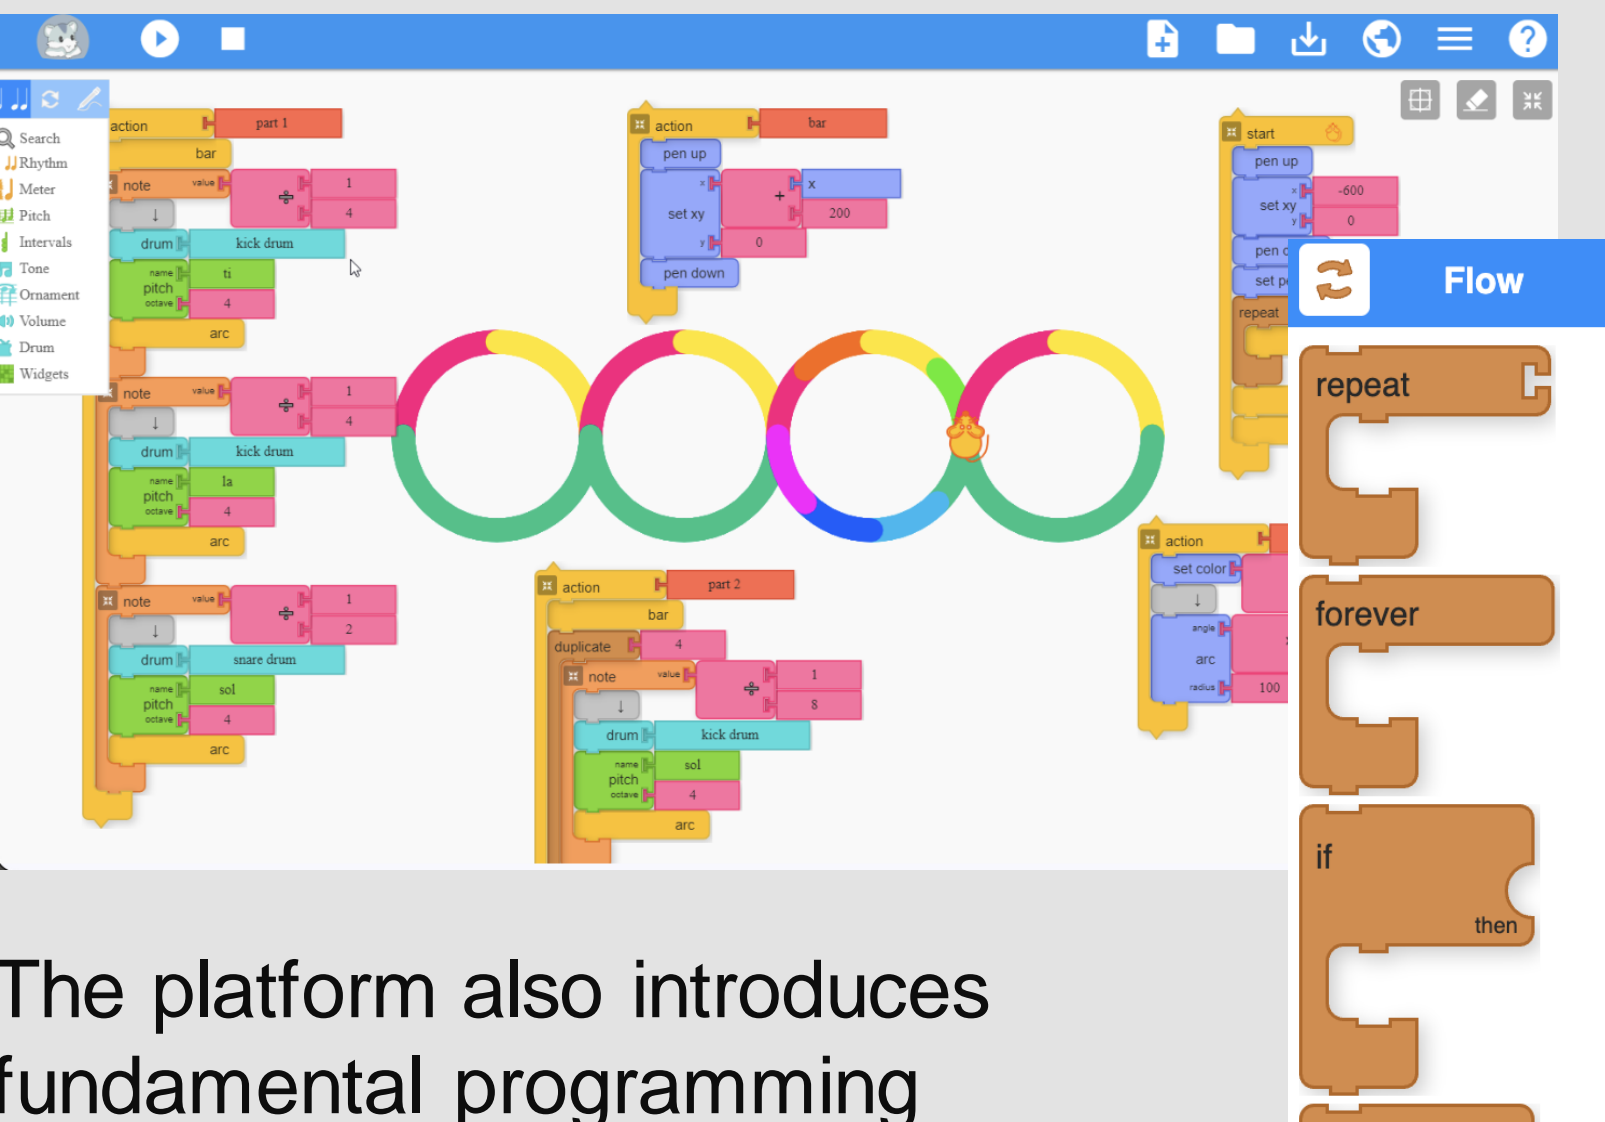 Search
Rhythm
Meter
Pitch
Intervals
Tone
Ornament
Volume
Drum
Widgets
action part 1
bar
note value ÷ 1
4
↓
drum kick drum
name ti
pitch
octave 4
arc
note value ÷ 1
4
↓
drum kick drum
name la
pitch
octave 4
arc
note value ÷ 1
2
↓
drum snare drum
name sol
pitch
octave 4
arc
action bar
pen up
x + x
set xy 200
y 0
pen down
action part 2
bar
duplicate 4
note value ÷ 1
8
↓
drum kick drum
name sol
pitch
octave 4
arc
start
pen up
x -600
set xy
y 0
repeat
action
set color
↓
angle
arc
radius 100
Flow
repeat
forever
if
then
The platform also introduces
fundamental programming